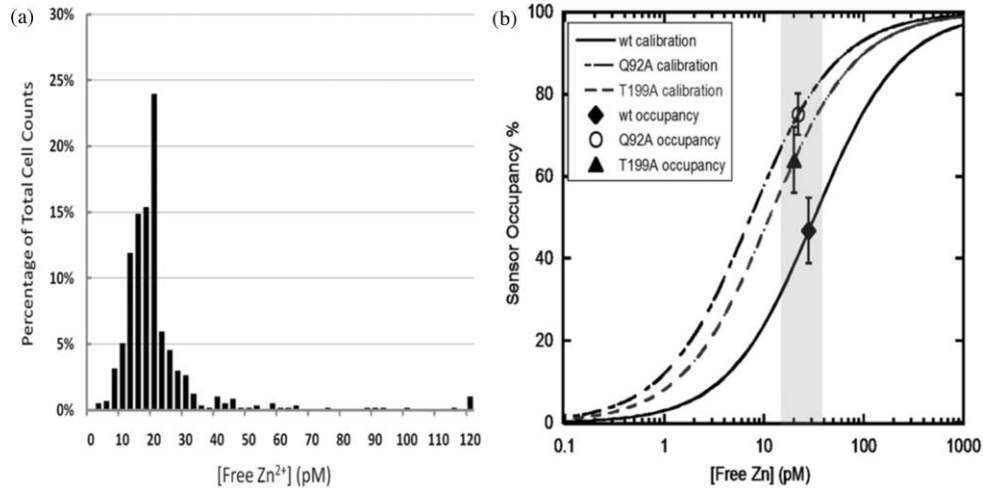 (a)
30%
25%
20%
15%
10%
5%
0%
Percentage of Total Cell Counts
0 10 20 30 40 50 60 70 80 90 100 110 120
[Free Zn2+] (pM)
(b)
100
80
60
40
20
0
Sensor Occupancy %
wt calibration
Q92A calibration
T199A calibration
wt occupancy
Q92A occupancy
T199A occupancy
0.1 1 10 100 1000
[Free Zn] (pM)